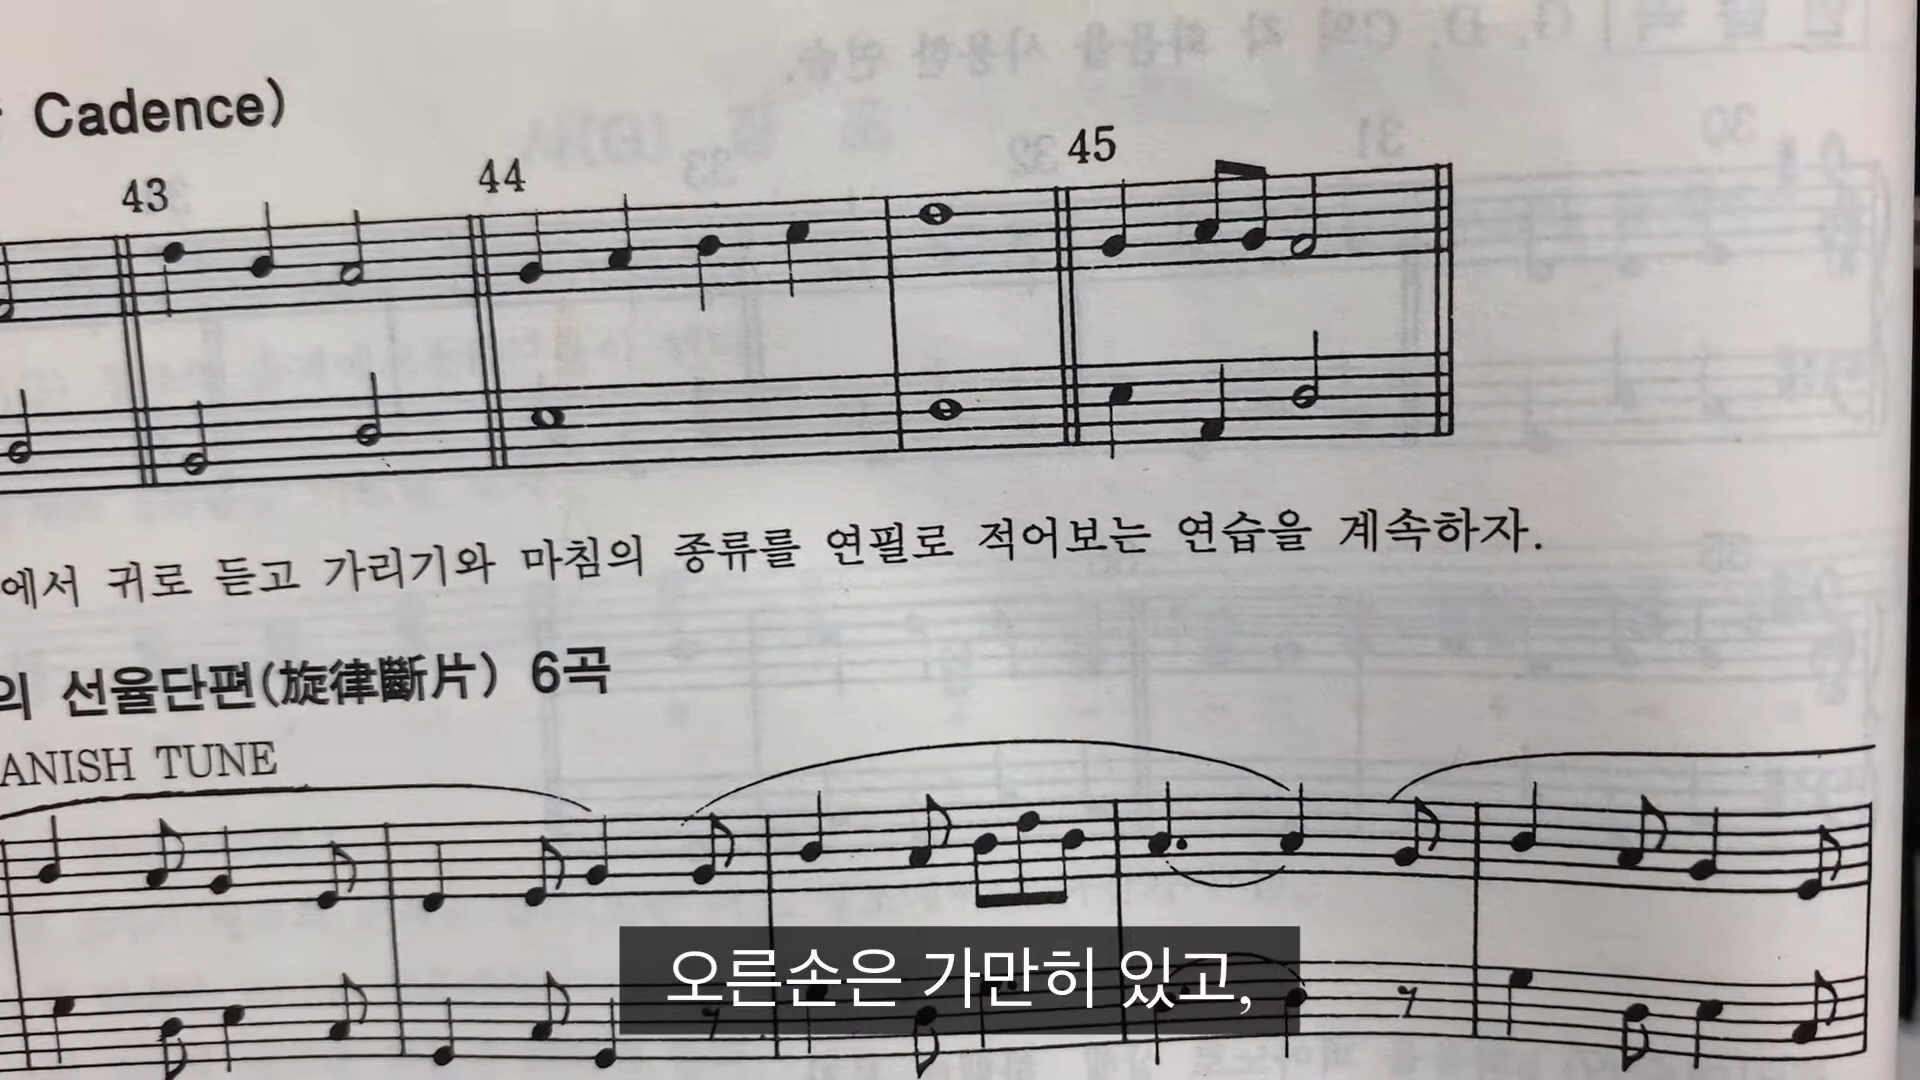 Cadence)
43 44 45
에서 귀로 듣고 가리기와 마침의 종류를 연필로 적어보는 연습을 계속하자.
의 선율단편(旋律斷片) 6곡
ANISH TUNE
오른손은 가만히 있고,